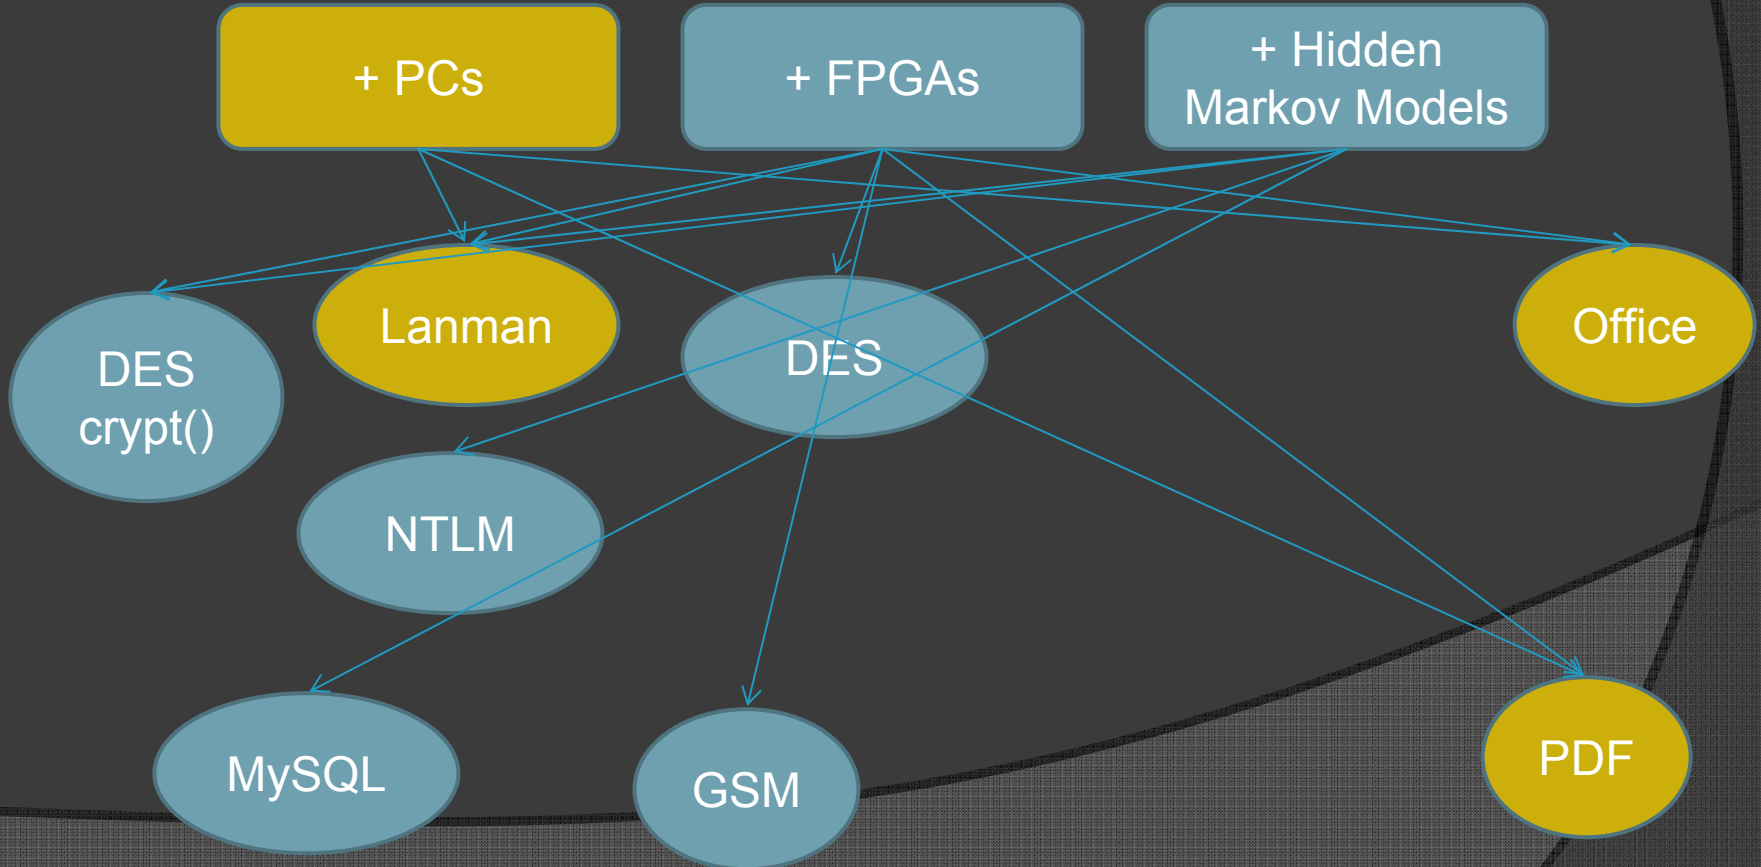 + PCs
+ FPGAs
+ Hidden
Markov Models
Lanman
DES
crypt()
DES
Office
NTLM
MySQL
GSM
PDF